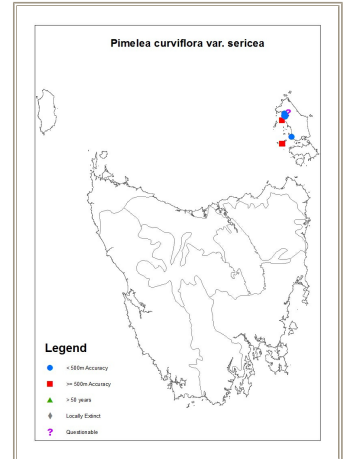 Pimelea curviflora var. sericea
Legend
< 500m Accuracy
>= 500m Accuracy
> 50 years
Locally Extinct
? Questionable